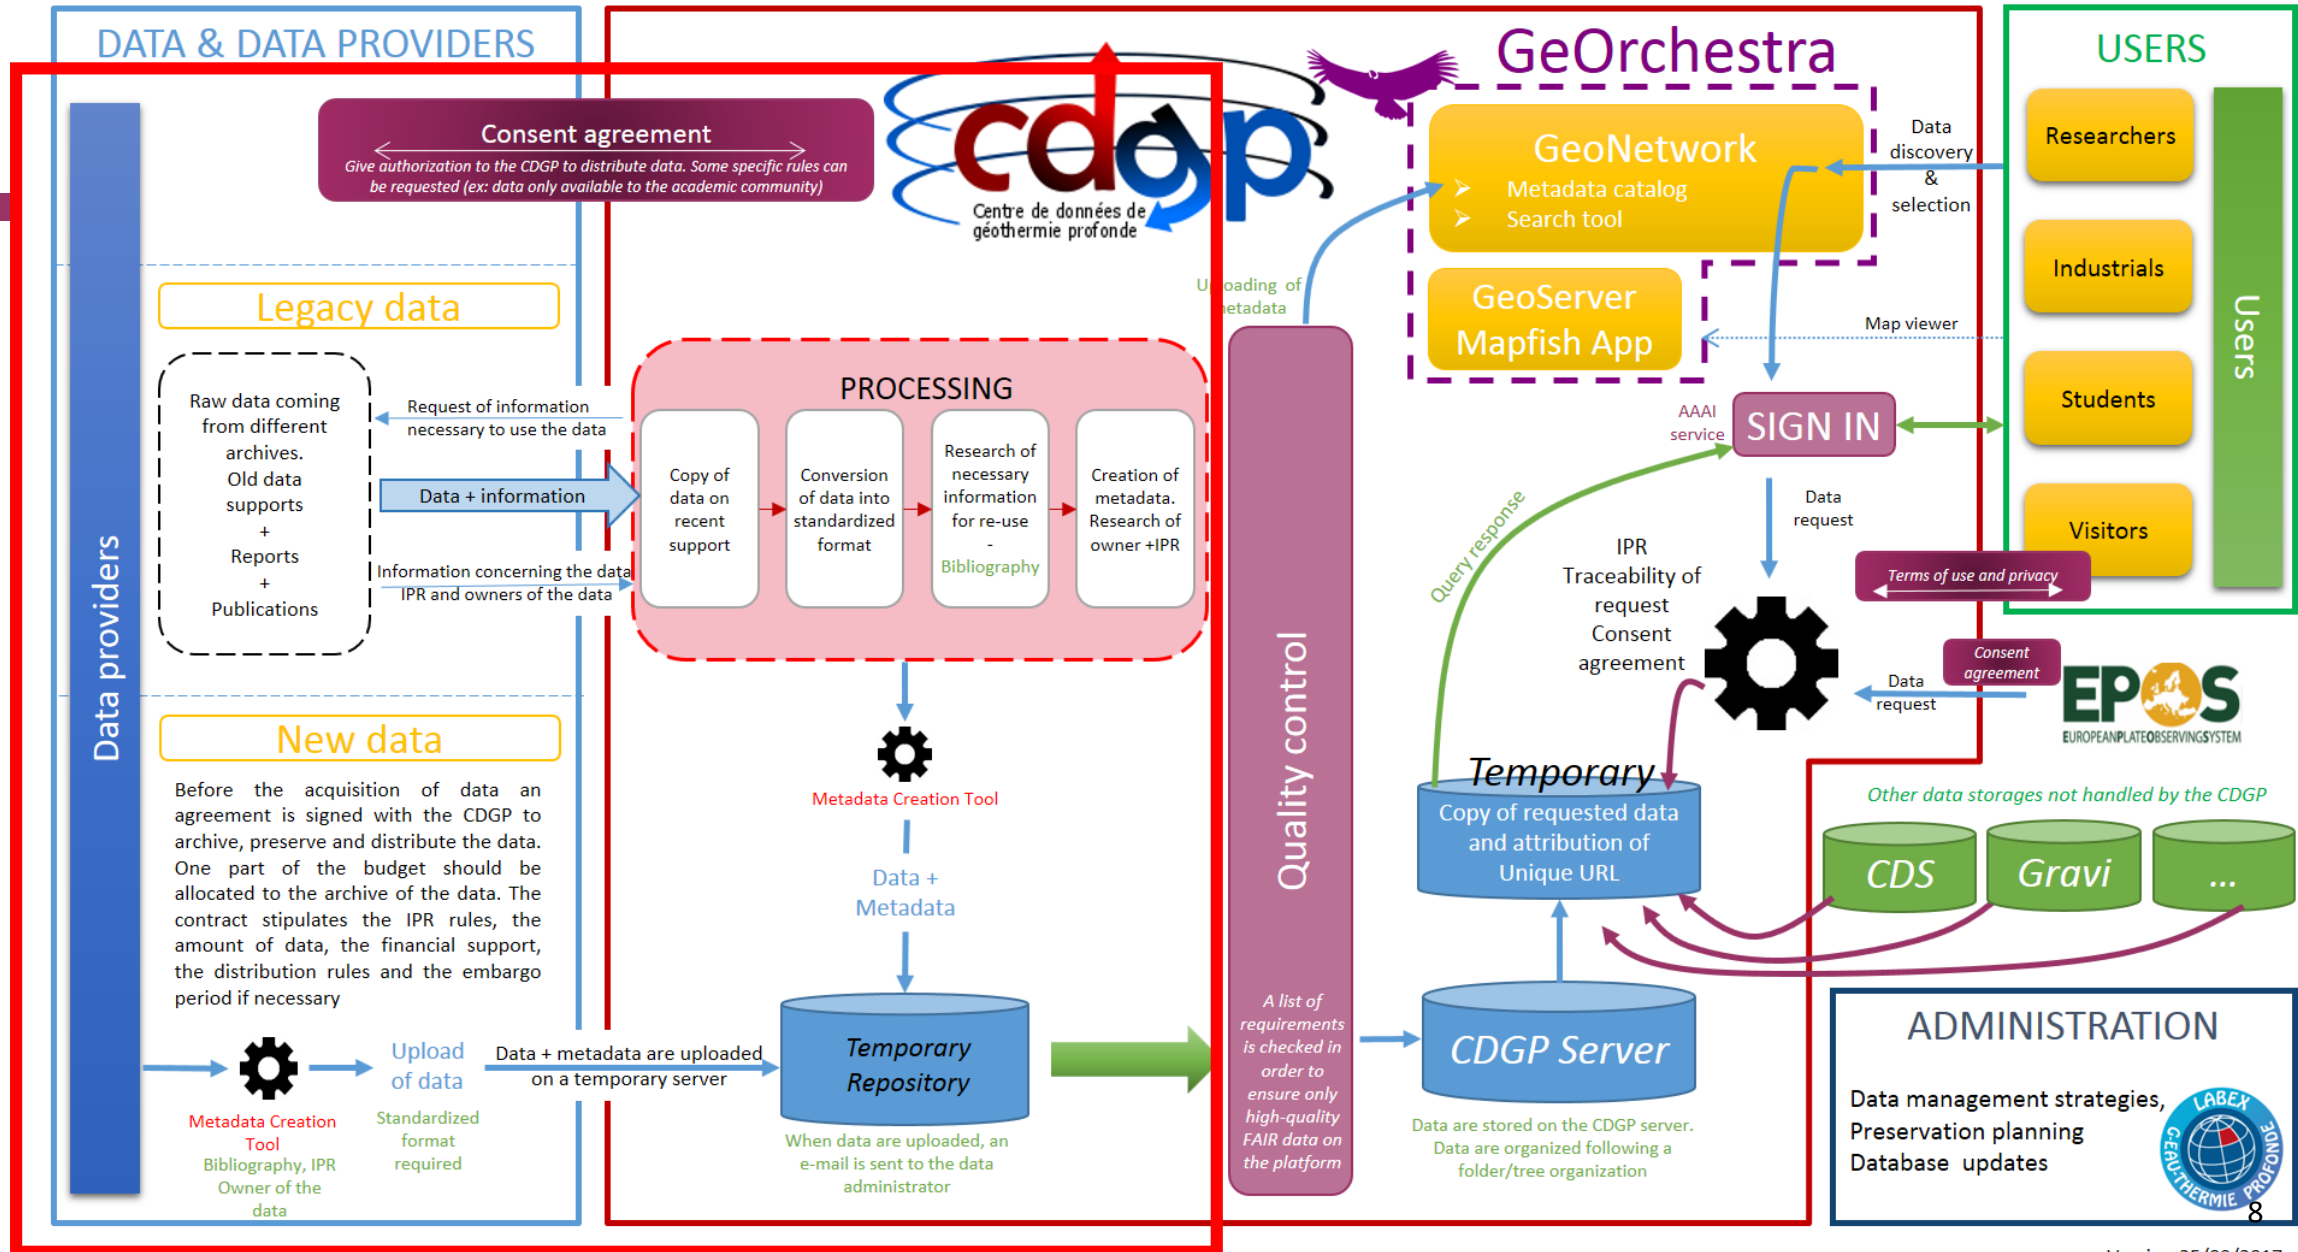 DATA & DATA PROVIDERS
Data providers
Consent agreement
Give authorization to the CDGP to distribute data. Some specific rules can
be requested (ex: data only available to the academic community)
Legacy data
Raw data coming
from different
archives.
Old data
supports
+
Reports
+
Publications
Request of information
necessary to use the data
Data + information
Information concerning the data
IPR and owners of the data
New data
Before the acquisition of data an
agreement is signed with the CDGP to
archive, preserve and distribute the data.
One part of the budget should be
allocated to the archive of the data. The
contract stipulates the IPR rules, the
amount of data, the financial support,
the distribution rules and the embargo
period if necessary
Metadata Creation
Tool
Bibliography, IPR
Owner of the
data
Upload
of data
Standardized
format
required
Data + metadata are uploaded
on a temporary server
cdgp
Centre de données de
géothermie profonde
PROCESSING
Copy of
data on
recent
support
Conversion
of data into
standardized
format
Research of
necessary
information
for re-use
-
Bibliography
Creation of
metadata.
Research of
owner +IPR
Metadata Creation Tool
Data +
Metadata
Temporary
Repository
When data are uploaded, an
e-mail is sent to the data
administrator
Uploading of
metadata
Quality control
A list of
requirements
is checked in
order to
ensure only
high-quality
FAIR data on
the platform
GeOrchestra
GeoNetwork
Metadata catalog
Search tool
GeoServer
Mapfish App
Data
discovery
&
selection
Map viewer
AAAI
service
SIGN IN
Query response
Data
request
IPR
Traceability of
request
Consent
agreement
Terms of use and privacy
Consent
agreement
Data
request
EPOS
EUROPEANPLATEOBSERVINGSYSTEM
Temporary
Copy of requested data
and attribution of
Unique URL
CDGP Server
Data are stored on the CDGP server.
Data are organized following a
folder/tree organization
USERS
Researchers
Industrials
Students
Visitors
Users
Other data storages not handled by the CDGP
CDS
Gravi
...
ADMINISTRATION
Data management strategies,
Preservation planning
Database updates
LABEX
G-EAU-THERMIE PROFONDE
8